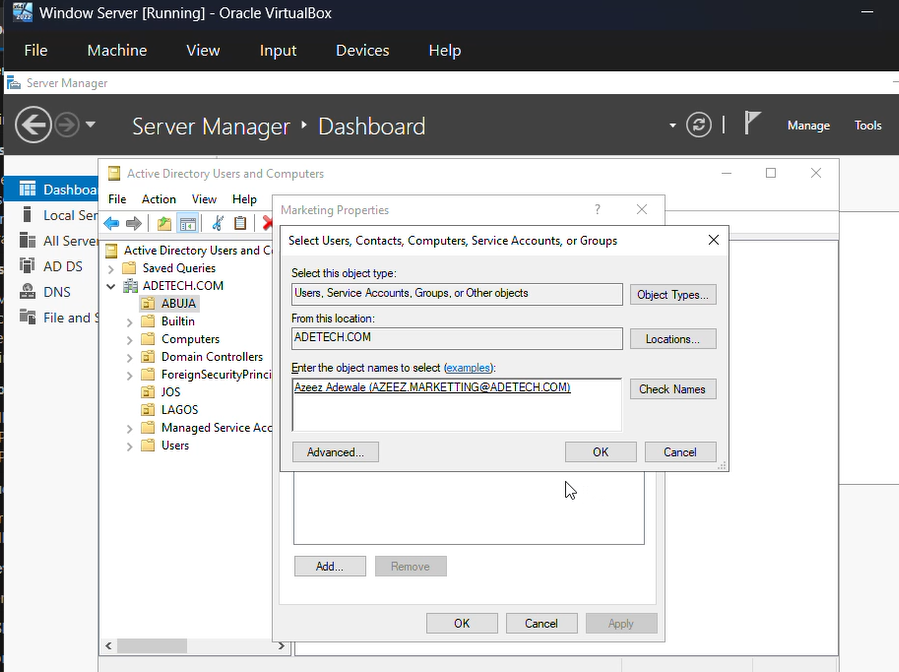 Window Server [Running] - Oracle VirtualBox
File Machine View Input Devices Help
Server Manager
Server Manager ‣ Dashboard
Manage Tools
Active Directory Users and Computers
File Action View Help
Marketing Properties ?
Select Users, Contacts, Computers, Service Accounts, or Groups
Select this object type:
Users, Service Accounts, Groups, or Other objects
Object Types...
From this location:
ADETECH.COM
Locations...
Enter the object names to select (examples):
Azeez Adewale (AZEEZ.MARKETTING@ADETECH.COM)
Check Names
Advanced... OK Cancel
Add... Remove
OK Cancel Apply
Dashboa
Local Ser
All Server
AD DS
DNS
File and S
Active Directory Users and C
Saved Queries
ADETECH.COM
ABUJA
Builtin
Computers
Domain Controllers
ForeignSecurityPrinci
JOS
LAGOS
Managed Service Acc
Users